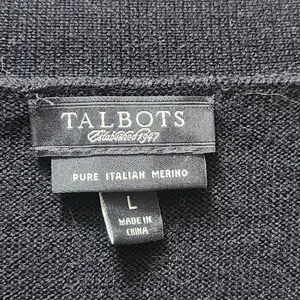 TALBOTS
Established 1947
PURE ITALIAN MERINO
L
MADE IN
CHINA